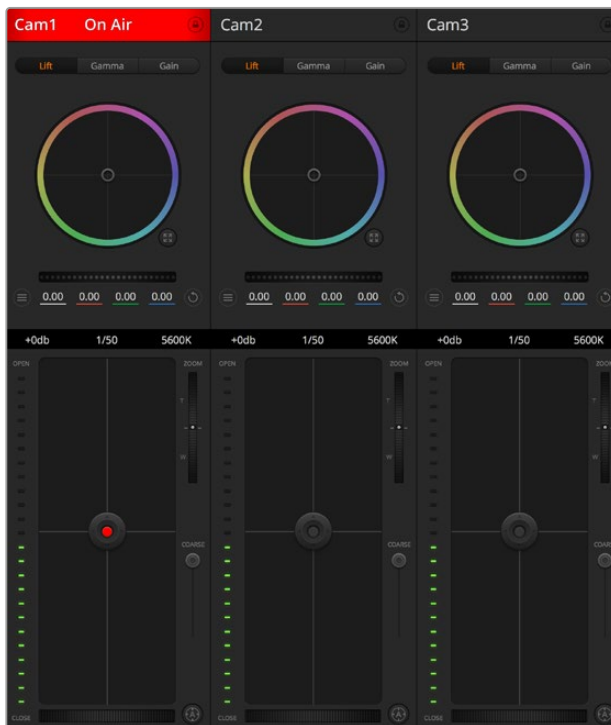 Cam1 On Air
Lift Gamma Gain
0.00 0.00 0.00 0.00
+0db 1/50 5600K
OPEN ZOOM
T
W
COARSE
CLOSE
A
Cam2
Lift Gamma Gain
0.00 0.00 0.00 0.00
+0db 1/50 5600K
OPEN ZOOM
T
W
COARSE
CLOSE
A
Cam3
Lift Gamma Gain
0.00 0.00 0.00 0.00
+0db 1/50 5600K
OPEN ZOOM
T
W
COARSE
CLOSE
A